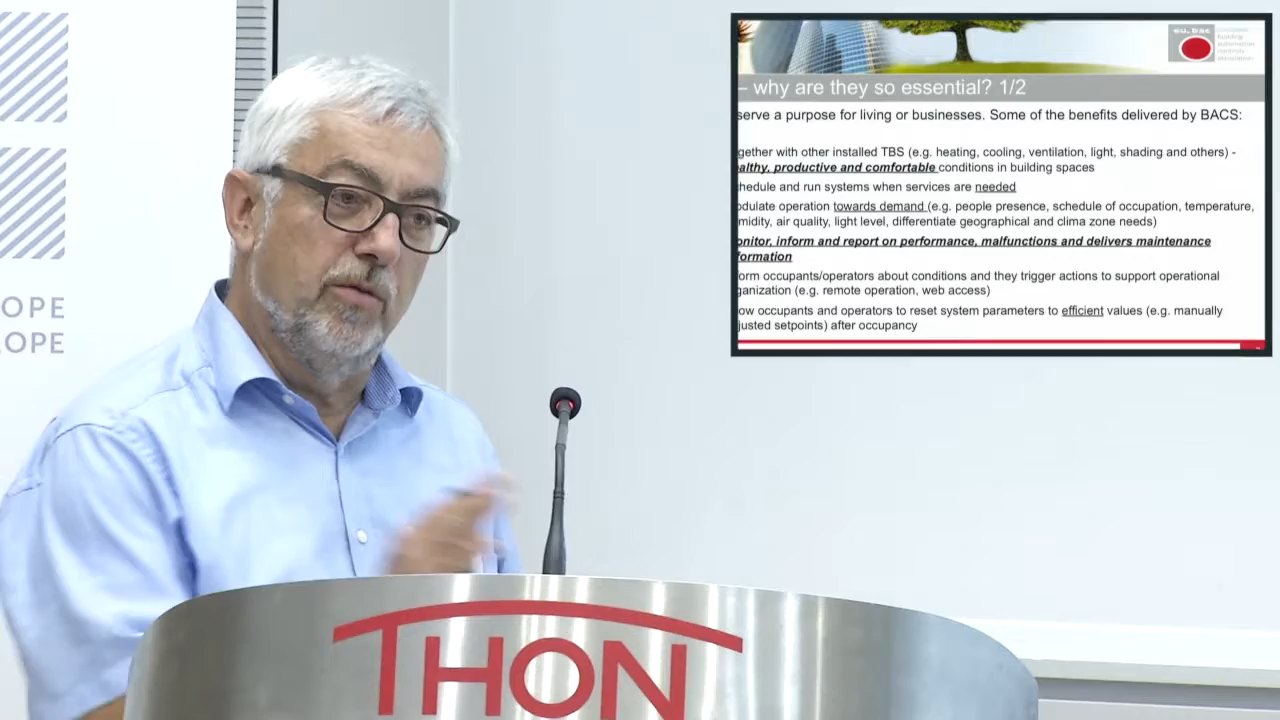 OPE
OPE
eu.bac
building
automation
controls
association
– why are they so essential? 1/2
serve a purpose for living or businesses. Some of the benefits delivered by BACS:
gether with other installed TBS (e.g. heating, cooling, ventilation, light, shading and others) -
althy, productive and comfortable conditions in building spaces
hedule and run systems when services are needed
odulate operation towards demand (e.g. people presence, schedule of occupation, temperature,
midity, air quality, light level, differentiate geographical and clima zone needs)
onitor, inform and report on performance, malfunctions and delivers maintenance
formation
orm occupants/operators about conditions and they trigger actions to support operational
ganization (e.g. remote operation, web access)
ow occupants and operators to reset system parameters to efficient values (e.g. manually
justed setpoints) after occupancy
THON